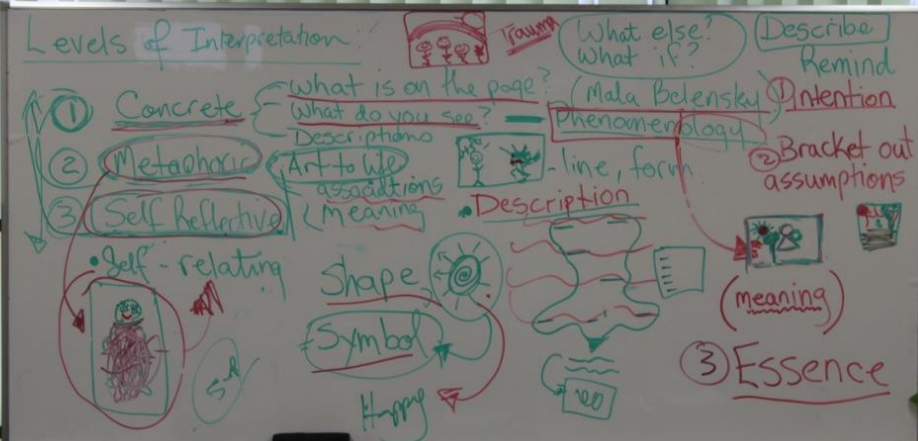 Levels of Interpretation
Trauma
What else?
What if?
Describe
Remind
① Concrete
What is on the page?
What do you see?
Descriptions
(Mala Betensky)
Phenomenology
① Intention
② Metaphoric
Art to life
associations
Meaning
- line, form
② Bracket out
assumptions
③ Self Reflective
• Self - relating
• Description
Shape
Symbol
Happy
(meaning)
③ Essence